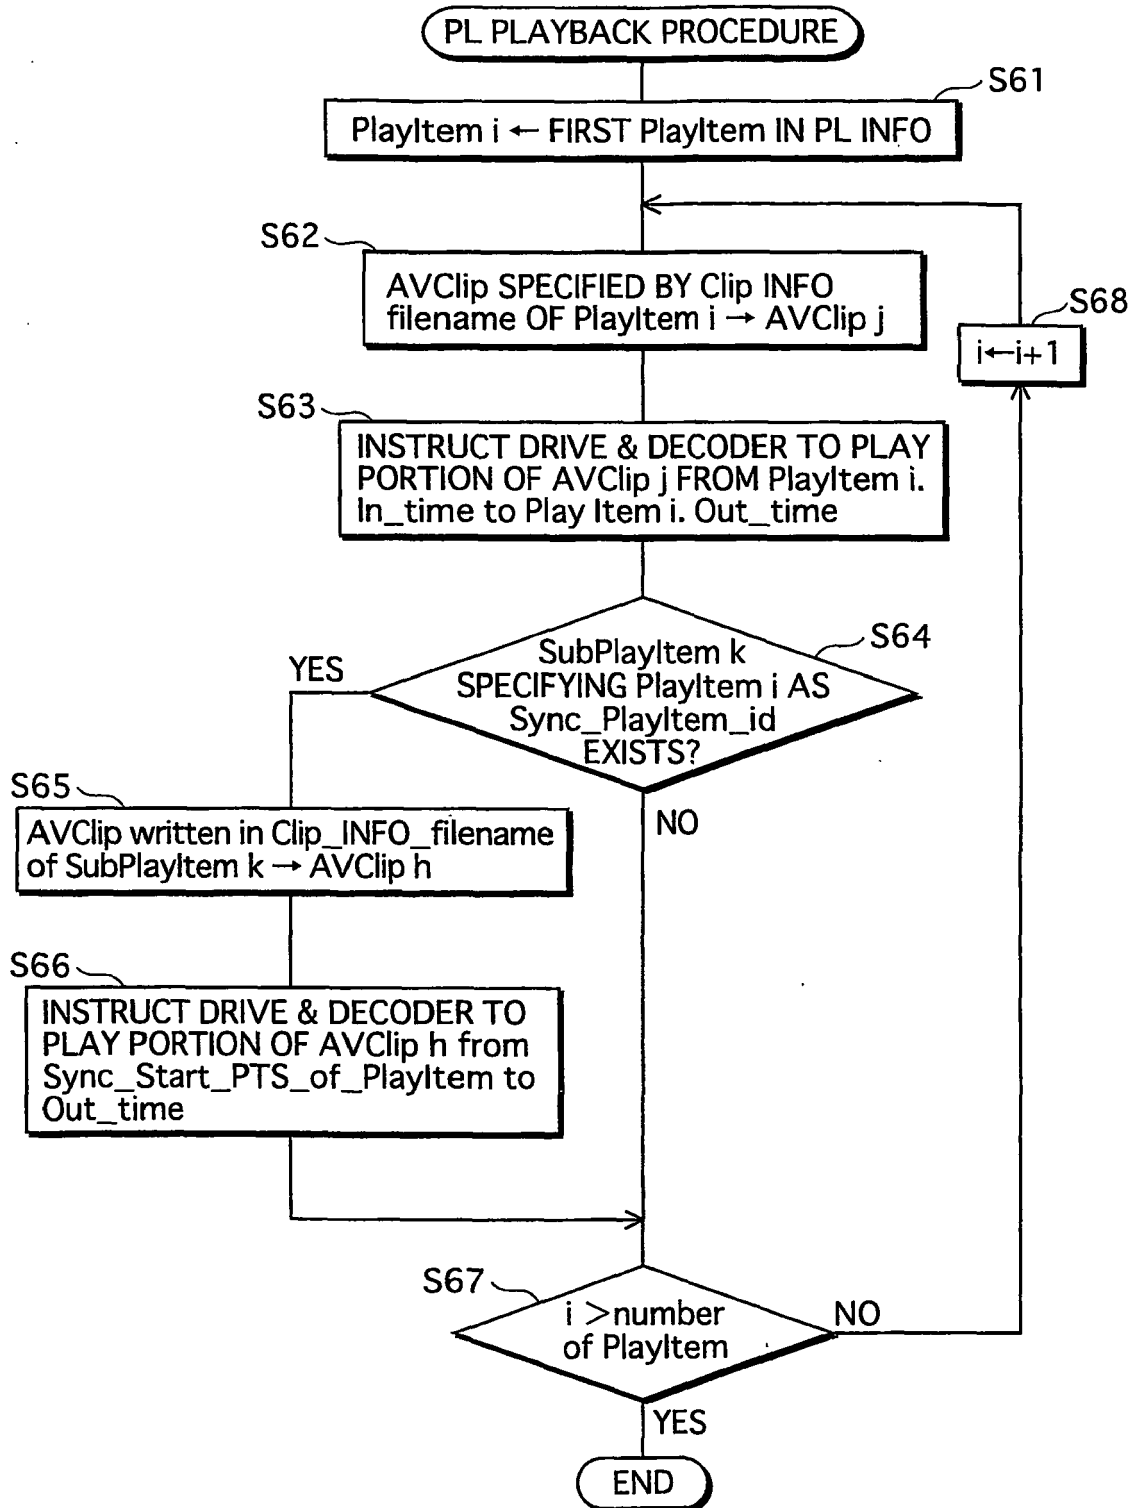 PL PLAYBACK PROCEDURE
S61
PlayItem i ← FIRST PlayItem IN PL INFO
S62
AVClip SPECIFIED BY Clip INFO
filename OF PlayItem i → AVClip j
S68
i←i+1
S63
INSTRUCT DRIVE & DECODER TO PLAY
PORTION OF AVClip j FROM PlayItem i.
In_time to Play Item i. Out_time
S64
SubPlayItem k
SPECIFYING PlayItem i AS
Sync_PlayItem_id
EXISTS?
YES
NO
S65
AVClip written in Clip_INFO_filename
of SubPlayItem k → AVClip h
S66
INSTRUCT DRIVE & DECODER TO
PLAY PORTION OF AVClip h from
Sync_Start_PTS_of_PlayItem to
Out_time
S67
i >number
of PlayItem
NO
YES
END